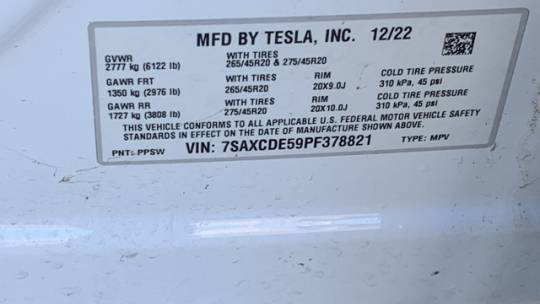 MFD BY TESLA, INC. 12/22
GVWR WITH TIRES
2777 kg (6122 lb) 265/45R20 & 275/45R20
GAWR FRT WITH TIRES RIM COLD TIRE PRESSURE
1350 kg (2976 lb) 265/45R20 20X9.0J 310 kPa, 45 psi
GAWR RR WITH TIRES RIM COLD TIRE PRESSURE
1727 kg (3808 lb) 275/45R20 20X10.0J 310 kPa, 45 psi
THIS VEHICLE CONFORMS TO ALL APPLICABLE U.S. FEDERAL MOTOR VEHICLE SAFETY
STANDARDS IN EFFECT ON THE DATE OF MANUFACTURE SHOWN ABOVE.
PNT: PPSW VIN: 7SAXCDE59PF378821 TYPE: MPV